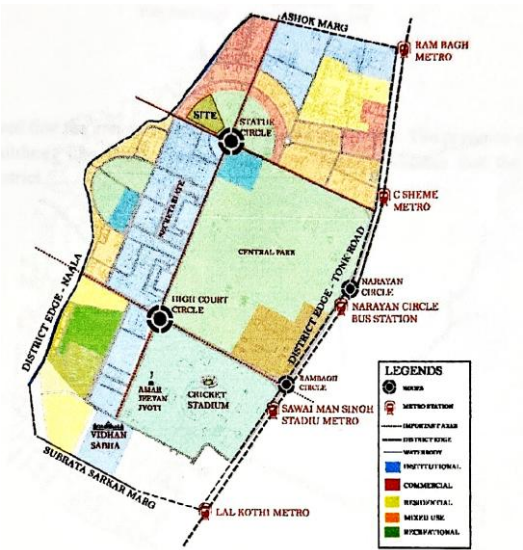 ASHOK MARG
RAM BAGH
METRO
SITE
STATUE
CIRCLE
C SHEME
METRO
SECRETARIATE
CENTRAL PARK
DISTRICT EDGE - TONK ROAD
NARAYAN
CIRCLE
NARAYAN CIRCLE
BUS STATION
DISTRICT EDGE - NAALA
HIGH COURT
CIRCLE
RAMBAGH
CIRCLE
AMAR
JEEVAN
JYOTI
CRICKET
STADIUM
SAWAI MAN SINGH
STADIU METRO
VIDHAN
SABHA
SUBRATA SARKAR MARG
LAL KOTHI METRO
LEGENDS
NODES
METRO STATION
IMPORTANT AXES
DISTRICT EDGE
WATER BODY
INSTITUTIONAL
COMMERCIAL
RESIDENTIAL
MIXED USE
RECREATIONAL